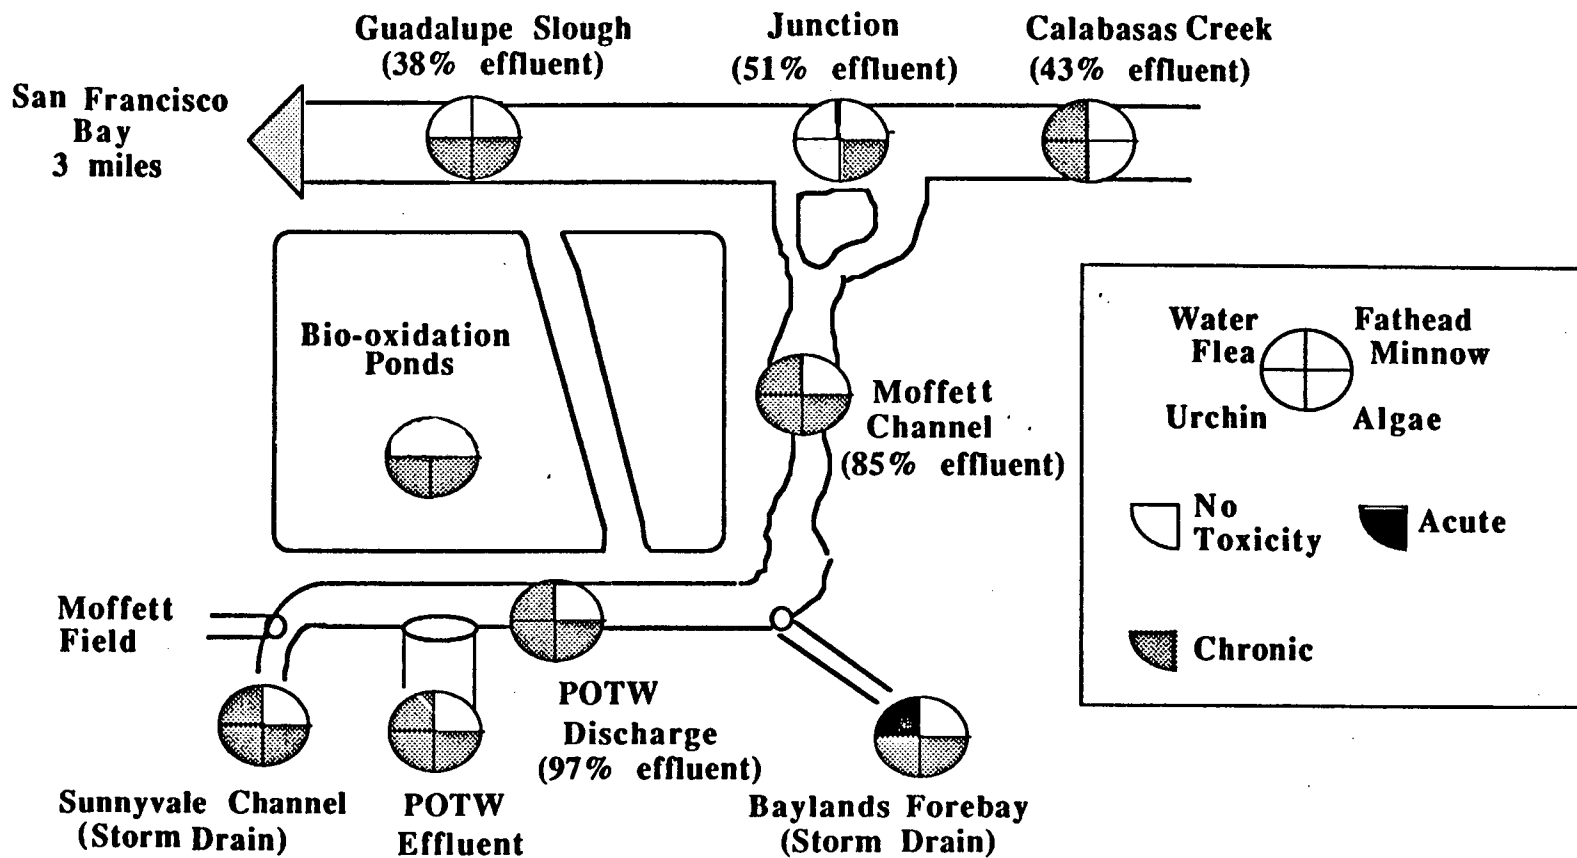 Guadalupe Slough
(38% effluent)
Junction
(51% effluent)
Calabasas Creek
(43% effluent)
San Francisco
Bay
3 miles
Bio-oxidation
Ponds
Moffett
Channel
(85% effluent)
Water
Flea
Fathead
Minnow
Urchin
Algae
No
Toxicity
Acute
Chronic
Moffett
Field
POTW
Discharge
(97% effluent)
Sunnyvale Channel
(Storm Drain)
POTW
Effluent
Baylands Forebay
(Storm Drain)